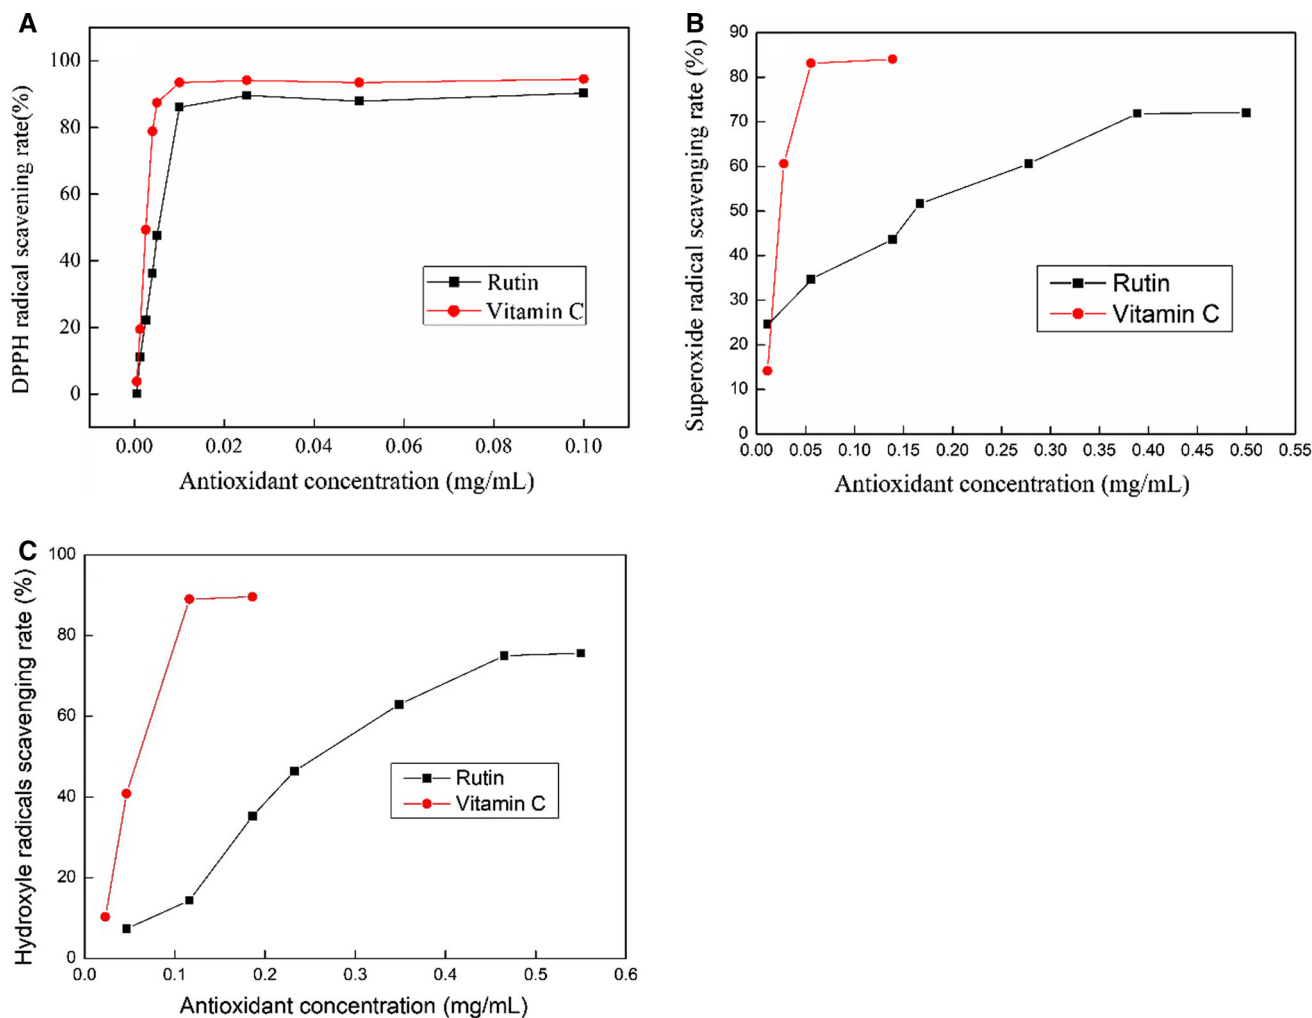 A
DPPH radical scavening rate(%)
100
80
60
40
20
0
Rutin
Vitamin C
0.00 0.02 0.04 0.06 0.08 0.10
Antioxidant concentration (mg/mL)
B
Superoxide radical scavenging rate (%)
90
80
70
60
50
40
30
20
10
0
Rutin
Vitamin C
0.00 0.05 0.10 0.15 0.20 0.25 0.30 0.35 0.40 0.45 0.50 0.55
Antioxidant concentration (mg/mL)
C
Hydroxyle radicals scavenging rate (%)
100
80
60
40
20
0
Rutin
Vitamin C
0.0 0.1 0.2 0.3 0.4 0.5 0.6
Antioxidant concentration (mg/mL)